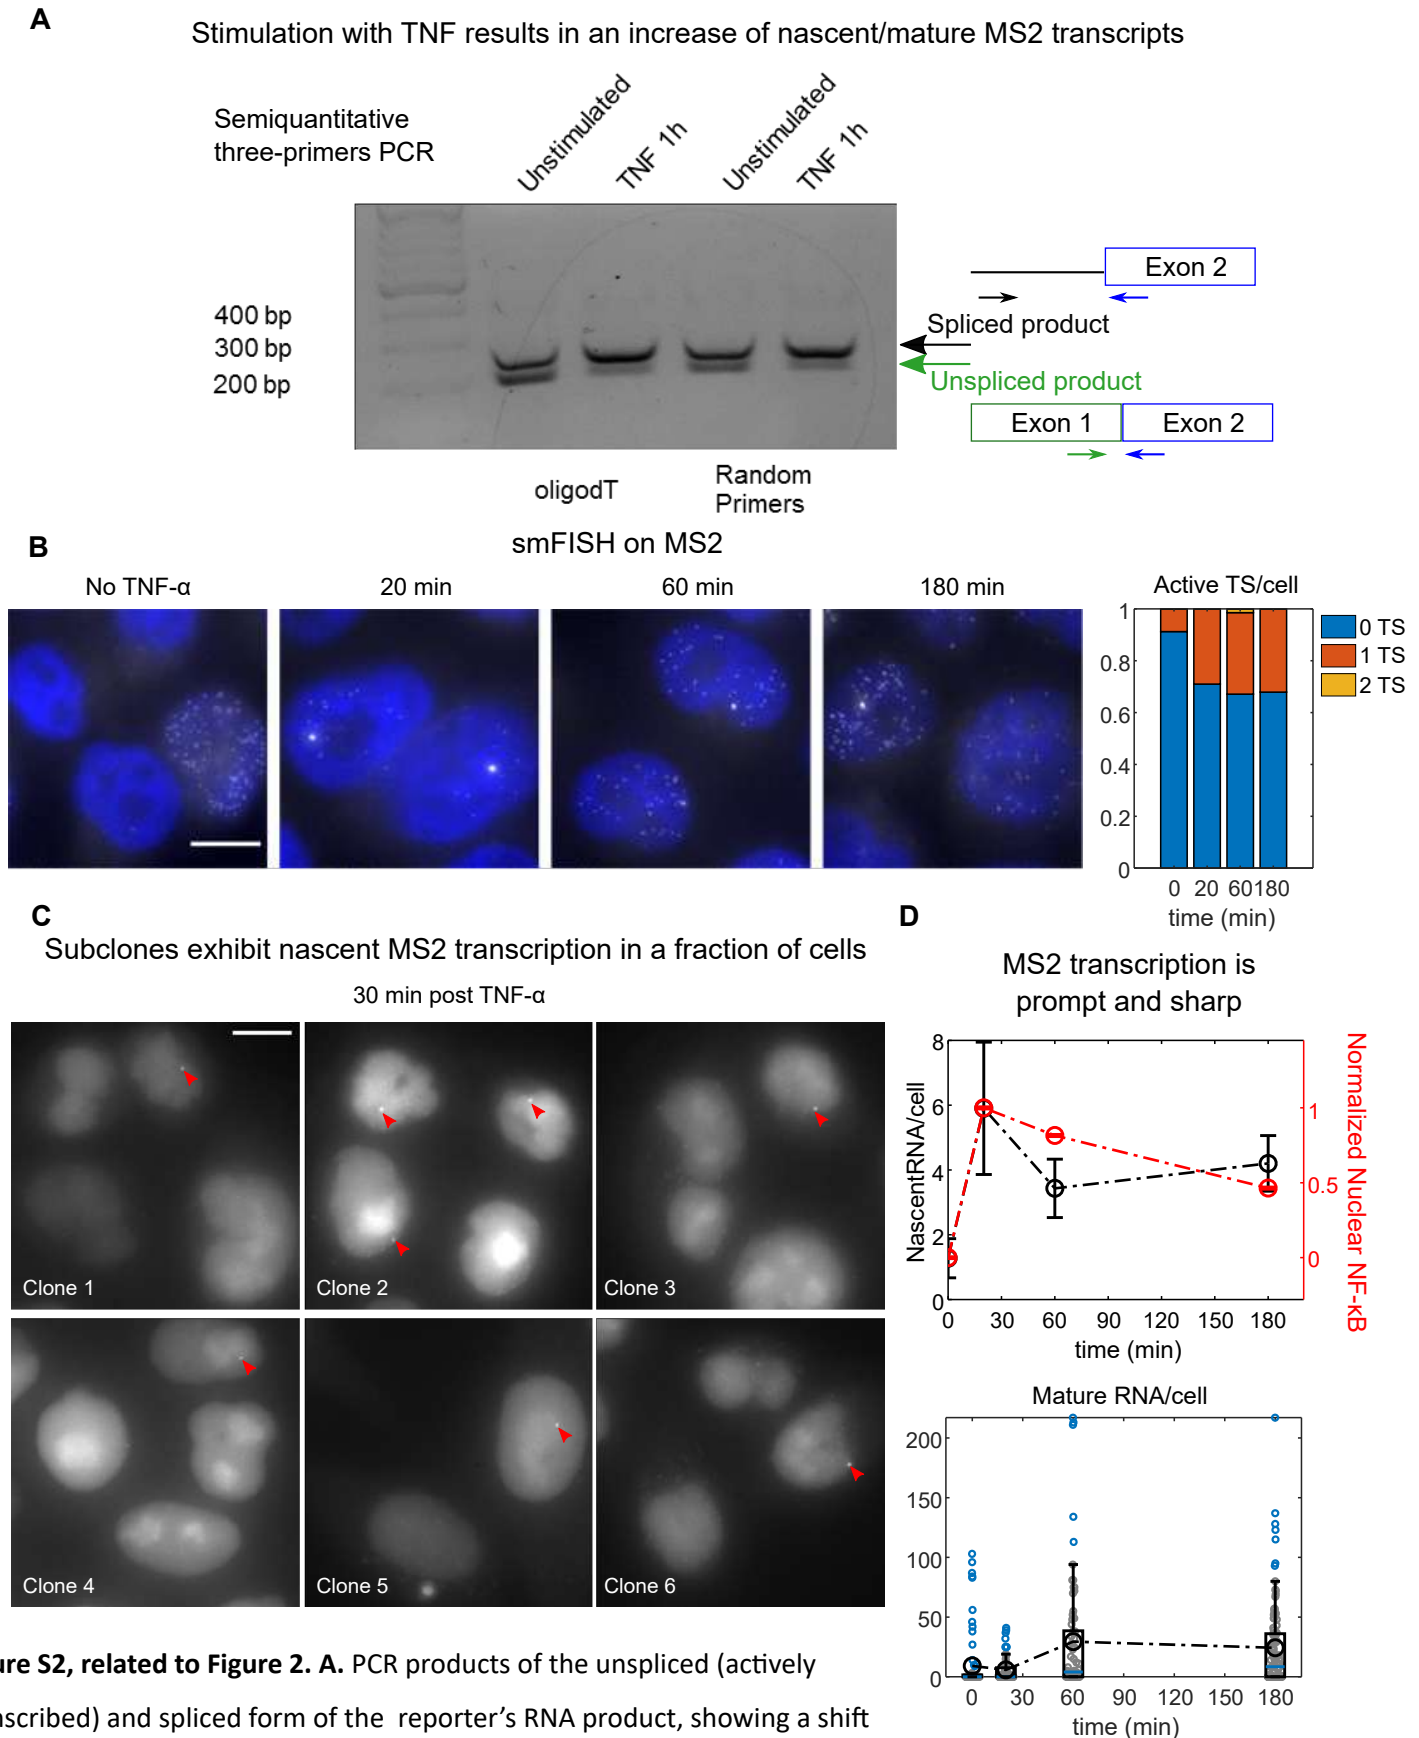 A
Stimulation with TNF results in an increase of nascent/mature MS2 transcripts
Semiquantitative
three-primers PCR
Unstimulated
TNF 1h
Unstimulated
TNF 1h
400 bp
300 bp
200 bp
Exon 2
Spliced product
Unspliced product
Exon 1
Exon 2
oligodT
Random
Primers
B
smFISH on MS2
No TNF-α
20 min
60 min
180 min
Active TS/cell
1
0.8
0.6
0.4
0.2
0
0 20 60 180
time (min)
0 TS
1 TS
2 TS
C
Subclones exhibit nascent MS2 transcription in a fraction of cells
30 min post TNF-α
Clone 1
Clone 2
Clone 3
Clone 4
Clone 5
Clone 6
D
MS2 transcription is
prompt and sharp
NascentRNA/cell
8
6
4
2
0
Normalized Nuclear NF-κB
1
0.5
0
0 30 60 90 120 150 180
time (min)
Mature RNA/cell
200
150
100
50
0
0 30 60 90 120 150 180
time (min)
ure S2, related to Figure 2. A. PCR products of the unspliced (actively
nscribed) and spliced form of the reporter's RNA product, showing a shift